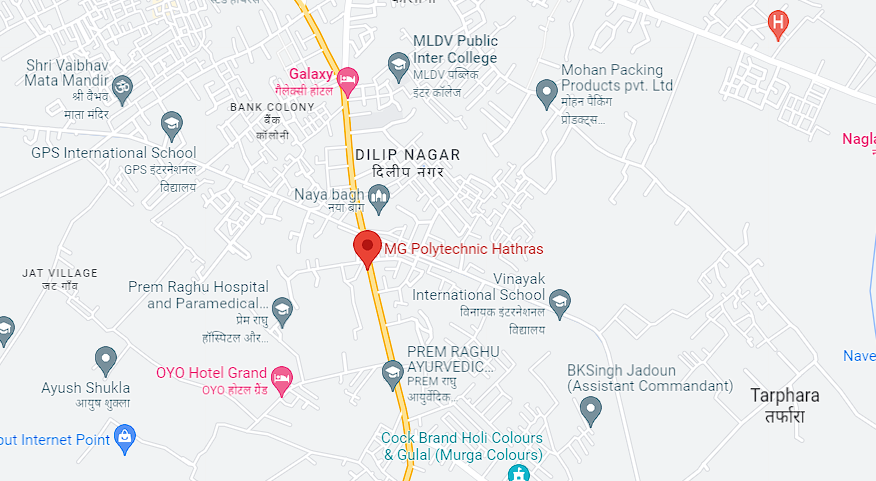 MLDV Public
Inter College
MLDV पब्लिक
इंटर कॉलेज
Shri Vaibhav
Mata Mandir
श्री वैभव
माता मंदिर
Galaxy
गैलेक्सी होटल
Mohan Packing
Products pvt. Ltd
मोहन पैकिंग
प्रोडक्ट्स...
BANK COLONY
बैंक
कॉलोनी
GPS International School
GPS इंटरनेशनल
विद्यालय
DILIP NAGAR
दिलीप नगर
Naya bagh
नया बाग
MG Polytechnic Hathras
JAT VILLAGE
जट गाँव
Prem Raghu Hospital
and Paramedical...
प्रेम राघु
हॉस्पिटल और...
Vinayak
International School
विनायक इंटरनेशनल
विद्यालय
PREM RAGHU
AYURVEDIC...
PREM राघु
आयुर्वेदिक...
OYO Hotel Grand
OYO होटल ग्रैंड
Ayush Shukla
आयुष शुक्ला
BKSingh Jadoun
(Assistant Commandant)
Tarphara
तर्फारा
Internet Point
Cock Brand Holi Colours
& Gulal (Murga Colours)
H